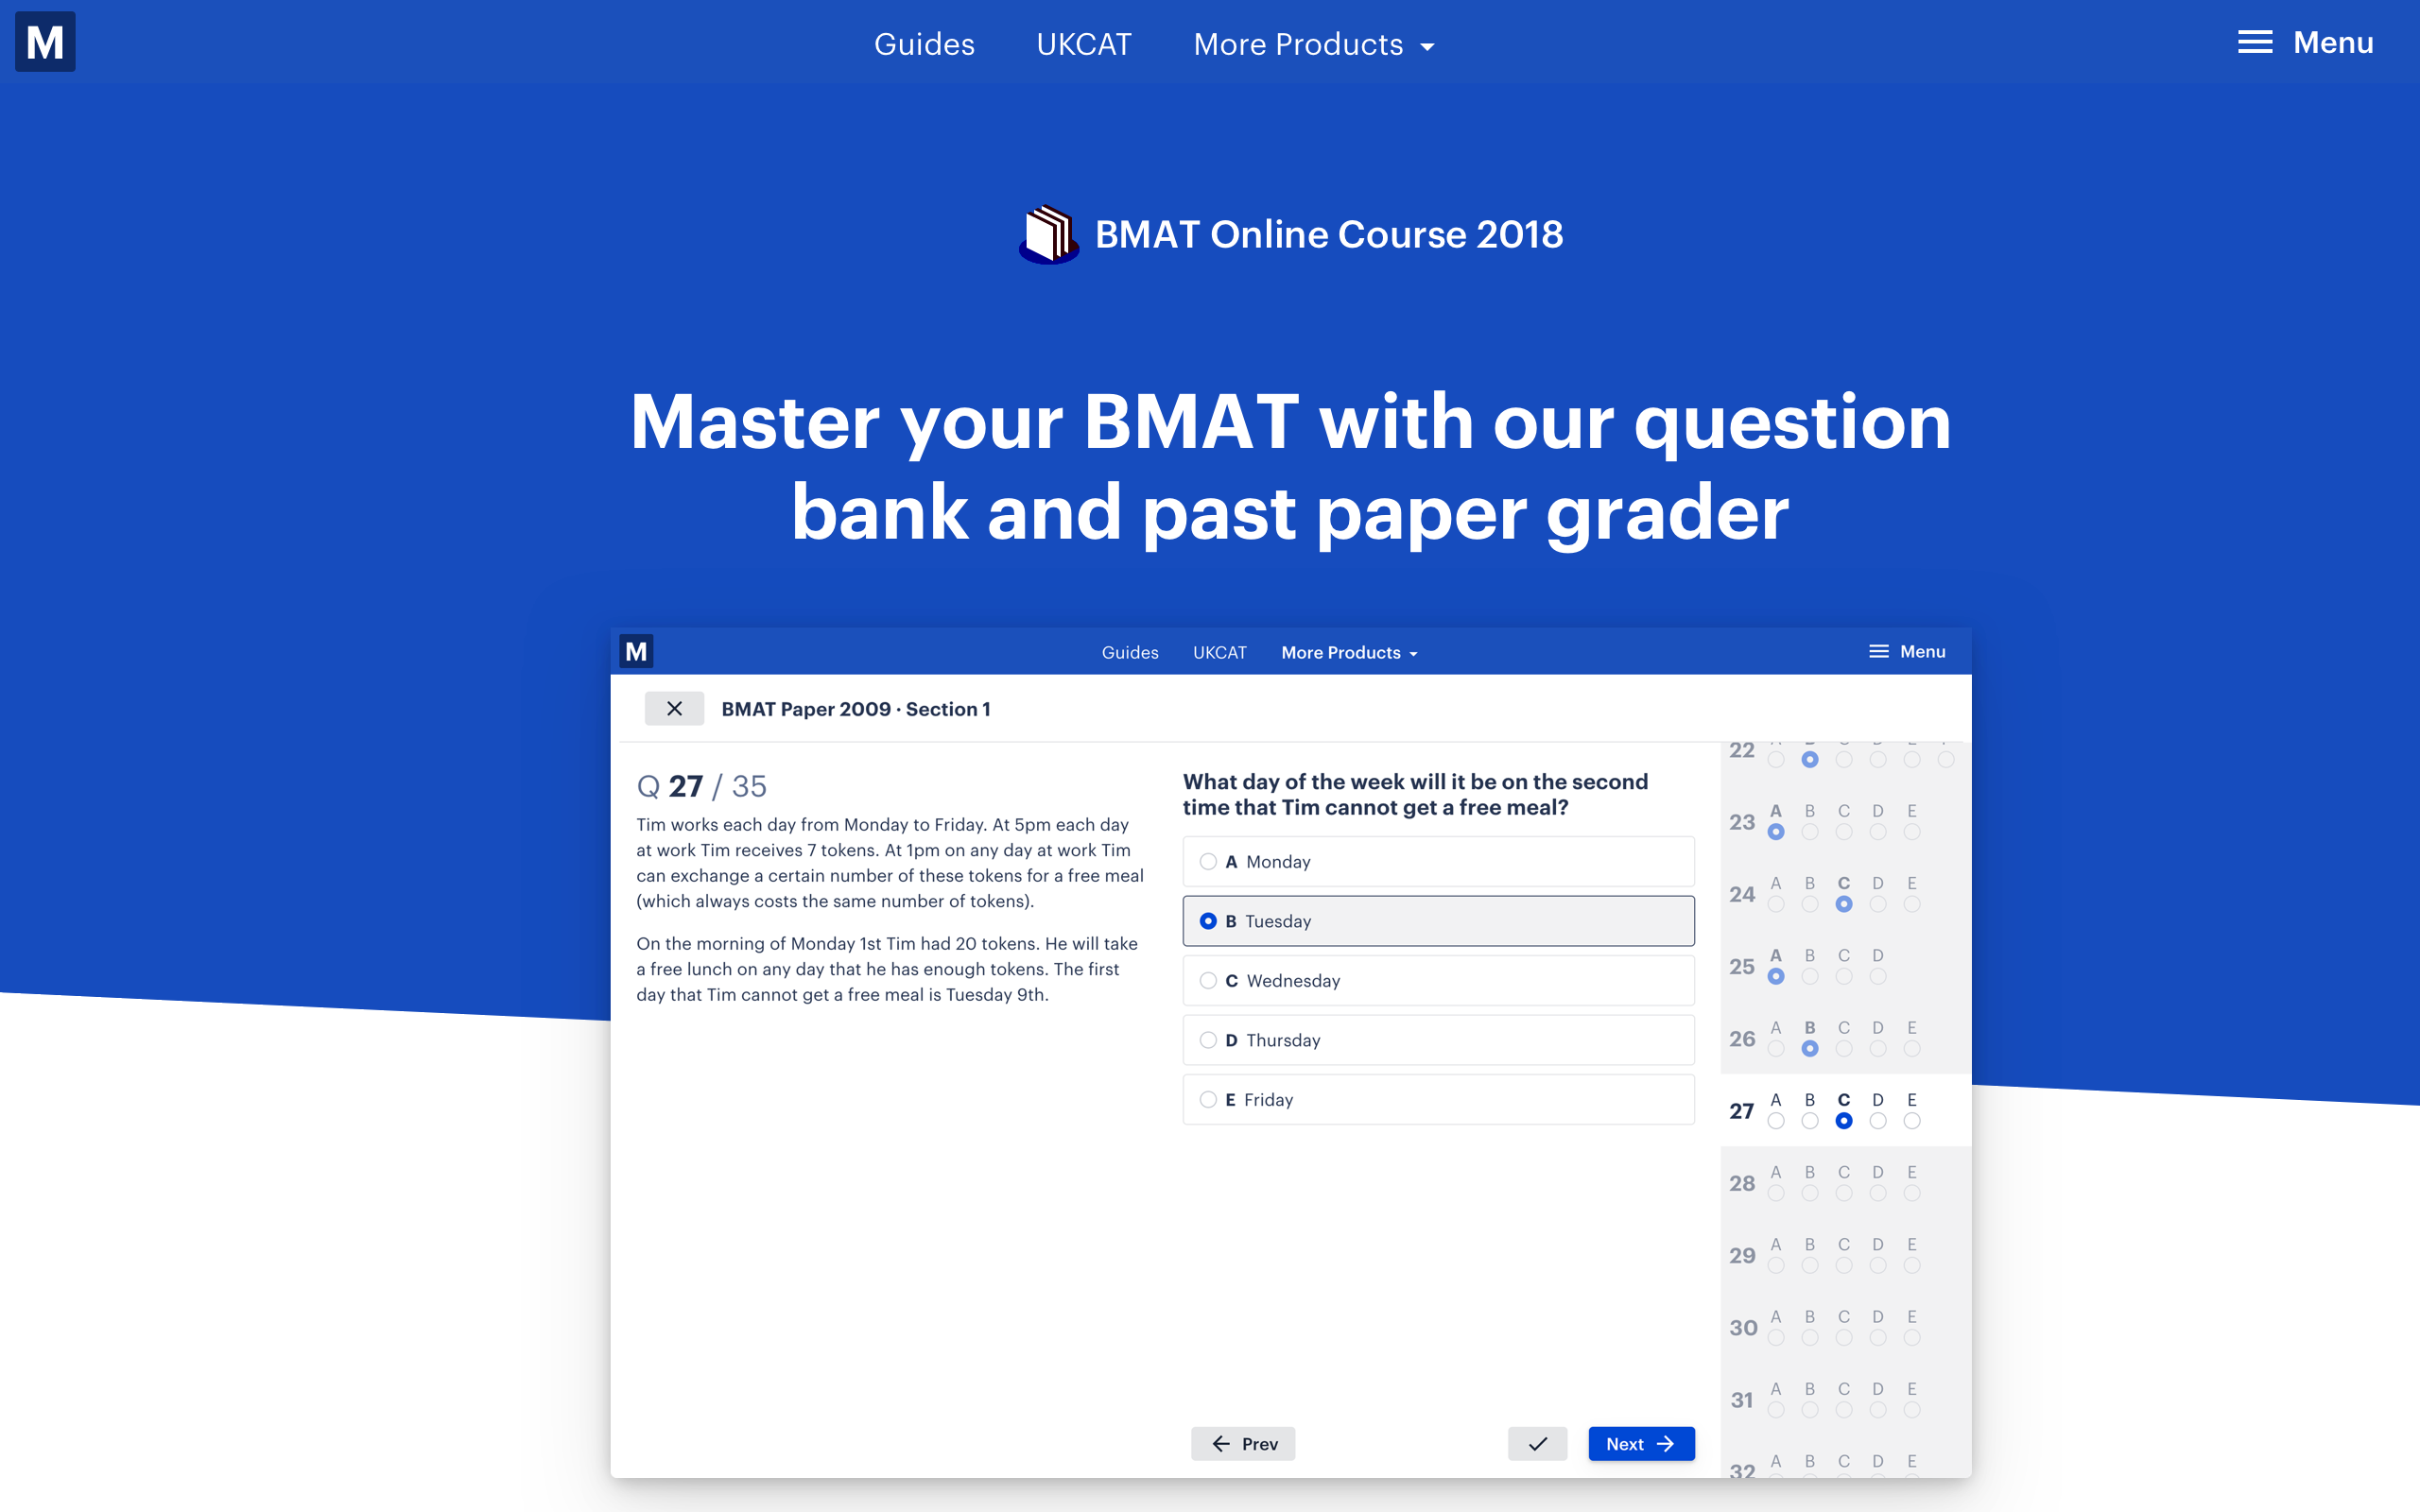 M
Guides UKCAT More Products
Menu
BMAT Online Course 2018
Master your BMAT with our question
bank and past paper grader
M
Guides UKCAT More Products
Menu
BMAT Paper 2009 · Section 1
Q 27 / 35
Tim works each day from Monday to Friday. At 5pm each day
at work Tim receives 7 tokens. At 1pm on any day at work Tim
can exchange a certain number of these tokens for a free meal
(which always costs the same number of tokens).
On the morning of Monday 1st Tim had 20 tokens. He will take
a free lunch on any day that he has enough tokens. The first
day that Tim cannot get a free meal is Tuesday 9th.
What day of the week will it be on the second
time that Tim cannot get a free meal?
A Monday
B Tuesday
C Wednesday
D Thursday
E Friday
Prev
Next
22
23 A B C D E
24 A B C D E
25 A B C D
26 A B C D E
27 A B C D E
28 A B C D E
29 A B C D E
30 A B C D E
31 A B C D E
32 A B C D E